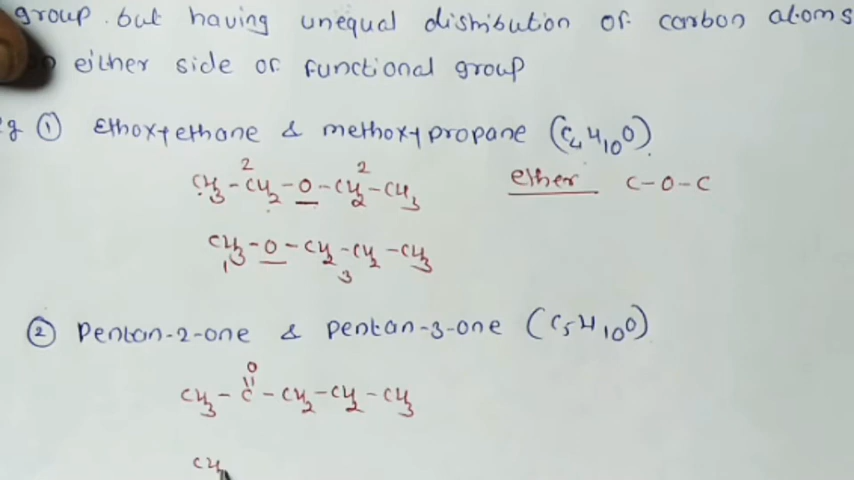 group but having unequal distribution of carbon atoms
either side of functional group
Eg ① Ethoxyethane & methoxypropane (C₄H₁₀O).
2 2
CH₃-CH₂-O-CH₂-CH₃ ether C-O-C
CH₃-O-CH₂-CH₂-CH₃
1 3
② Pentan-2-one & pentan-3-one (C₅H₁₀O)
O
CH₃-C-CH₂-CH₂-CH₃
CH